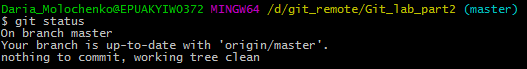 Daria_Molochenko@EPUAKYIW0372 MINGW64 /d/git_remote/Git_lab_part2 (master)
$ git status
On branch master
Your branch is up-to-date with 'origin/master'.
nothing to commit, working tree clean